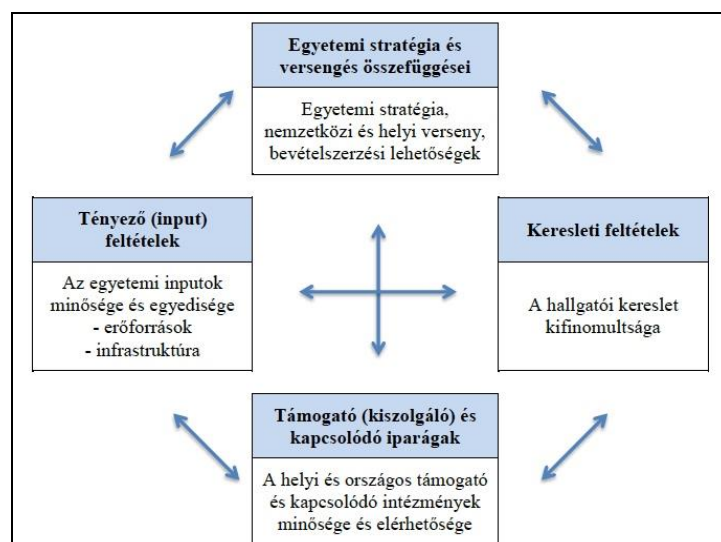 Egyetemi stratégia és
versengés összefüggései
Egyetemi stratégia,
nemzetközi és helyi verseny,
bevételszerzési lehetőségek
Tényező (input)
feltételek
Az egyetemi inputok
minősége és egyedisége
- erőforrások
- infrastruktúra
Keresleti feltételek
A hallgatói kereslet
kifinomultsága
Támogató (kiszolgáló) és
kapcsolódó iparágak
A helyi és országos támogató
és kapcsolódó intézmények
minősége és elérhetősége